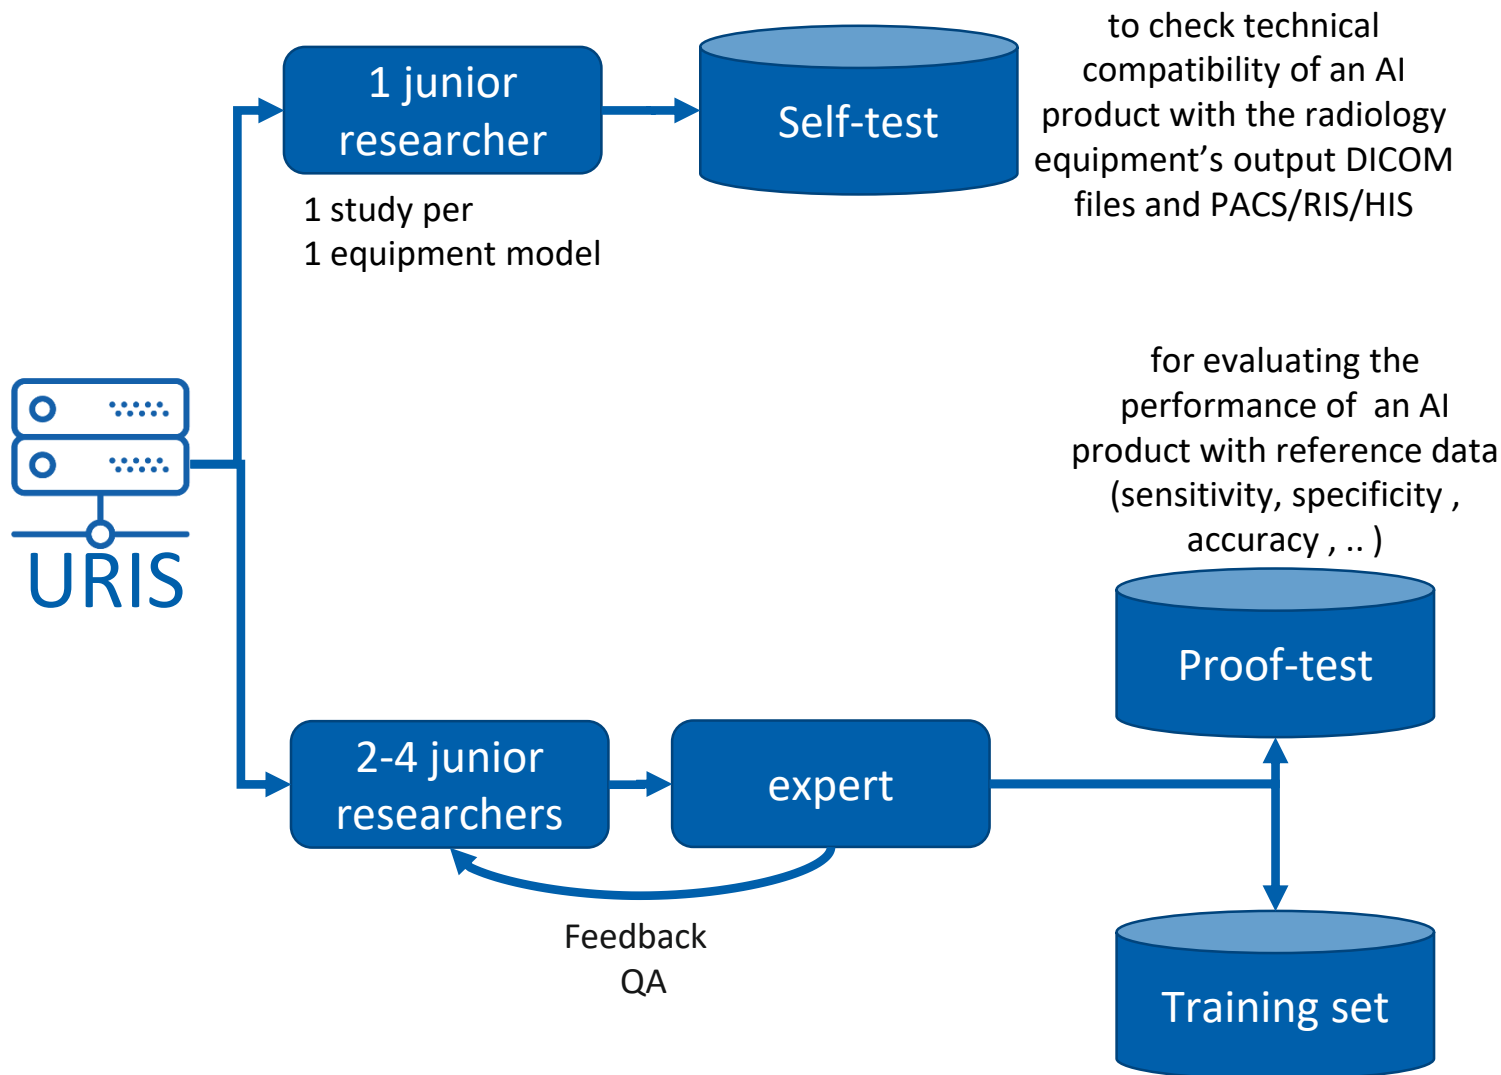 1 junior
researcher
Self-test
to check technical
compatibility of an AI
product with the radiology
equipment’s output DICOM
files and PACS/RIS/HIS
1 study per
1 equipment model
URIS
for evaluating the
performance of  an AI
product with reference data
(sensitivity, specificity ,
accuracy , .. )
Proof-test
2-4 junior
researchers
expert
Feedback
QA
Training set